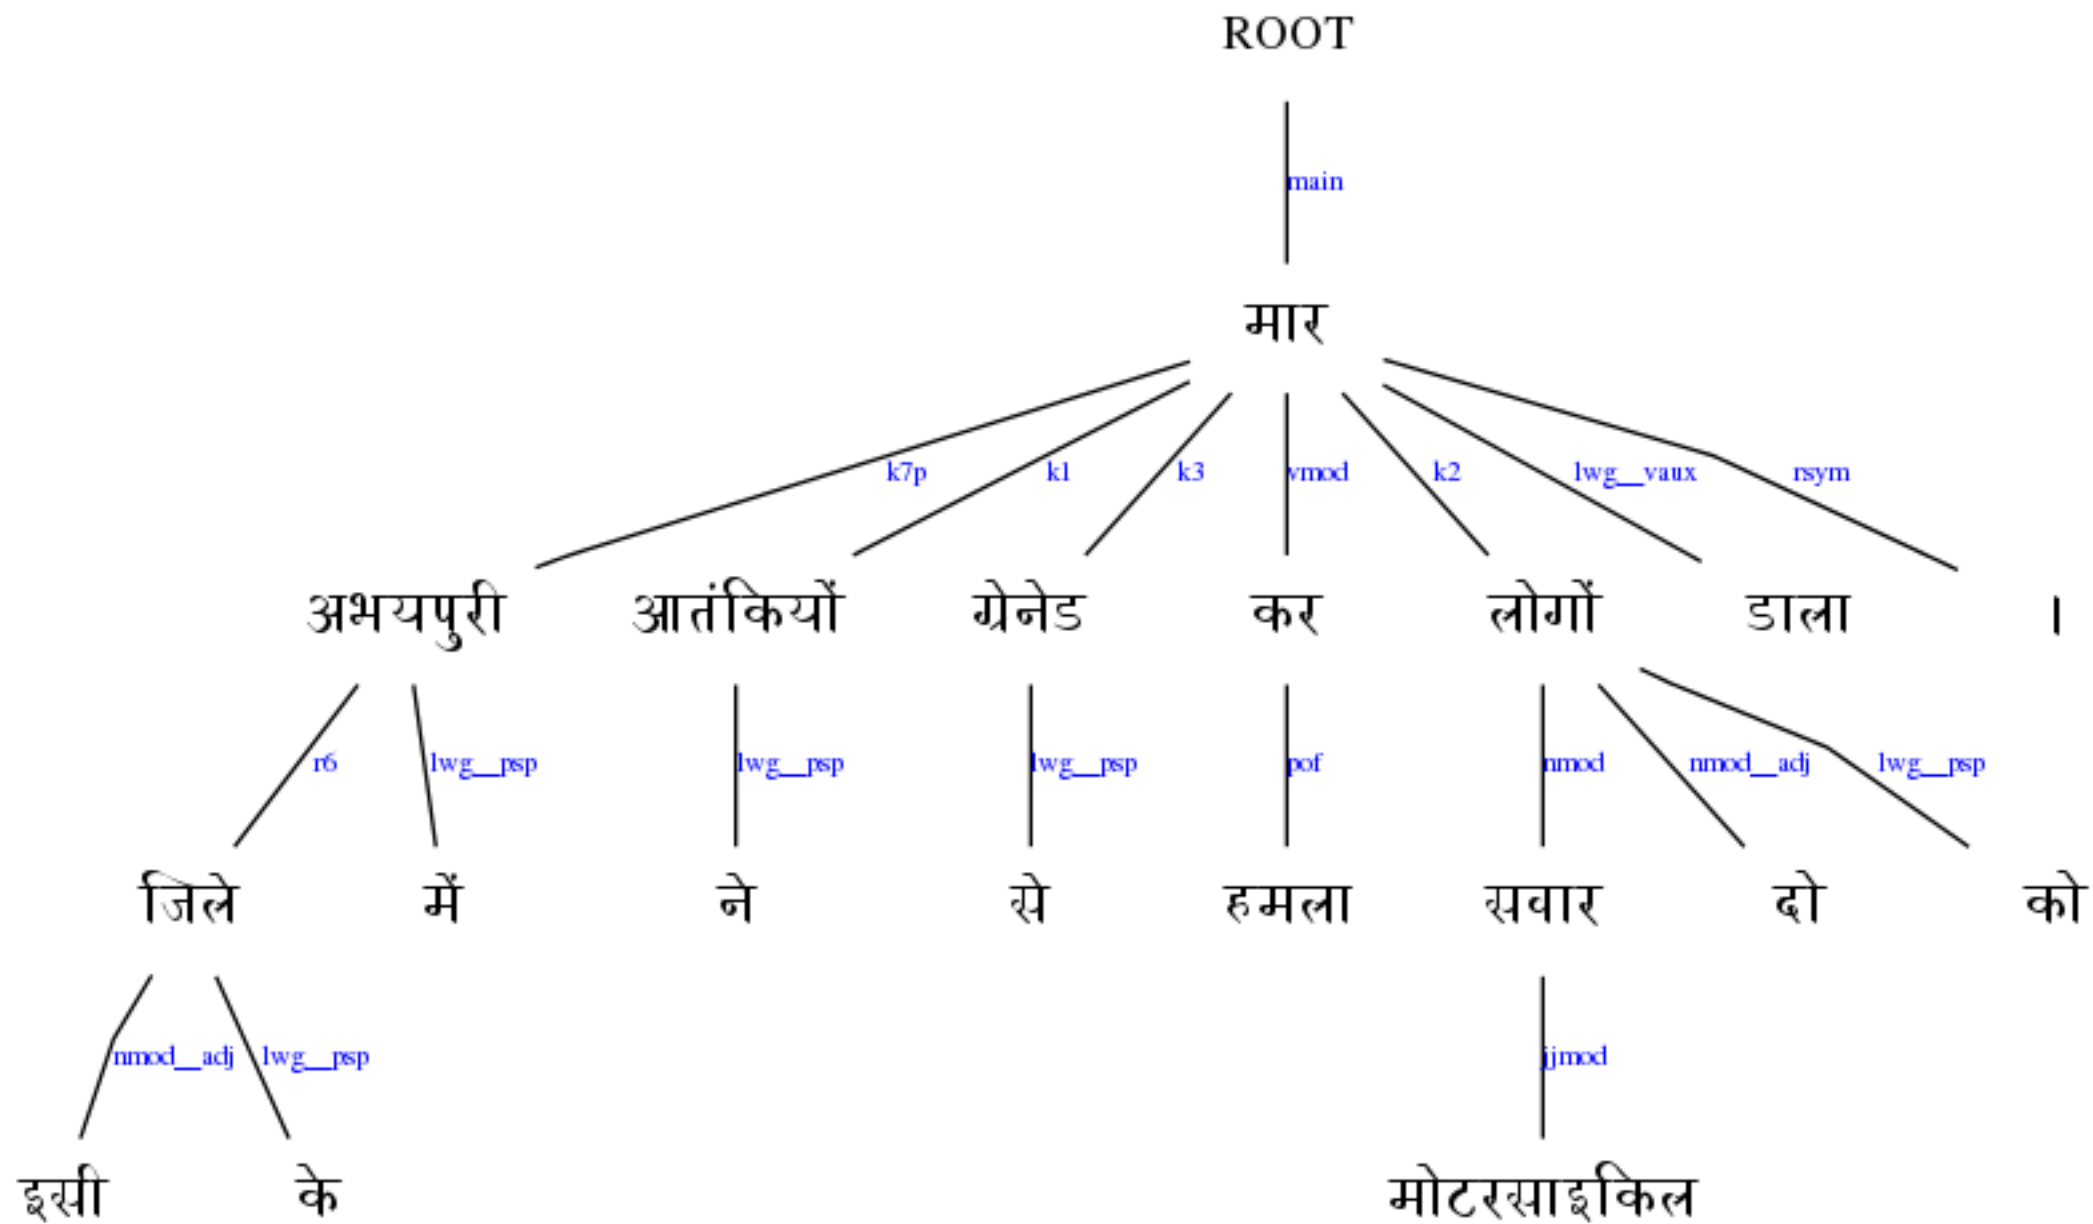 ROOT
main
मार
k7p k1 k3 vmod k2 lwg__vaux rsym
अभयपुरी आतंकियों ग्रेनेड कर लोगों डाला ।
r6 lwg__psp lwg__psp lwg__psp pof nmod nmod__adj lwg__psp
जिले में ने से हमला सवार दो को
nmod__adj lwg__psp jjmod
इसी के मोटरसाइकिल